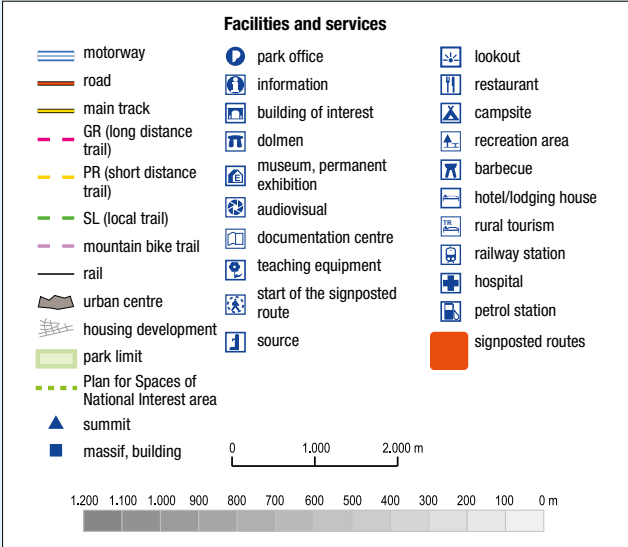 Facilities and services
motorway
road
main track
GR (long distance
trail)
PR (short distance
trail)
SL (local trail)
mountain bike trail
rail
urban centre
housing development
park limit
Plan for Spaces of
National Interest area
summit
massif, building
P park office
i information
building of interest
dolmen
E museum, permanent
exhibition
audiovisual
documentation centre
teaching equipment
start of the signposted
route
source
lookout
restaurant
campsite
recreation area
barbecue
hotel/lodging house
TR rural tourism
railway station
hospital
petrol station
signposted routes
0 1.000 2.000 m
1.200 1.100 1.000 900 800 700 600 500 400 300 200 100 0 m